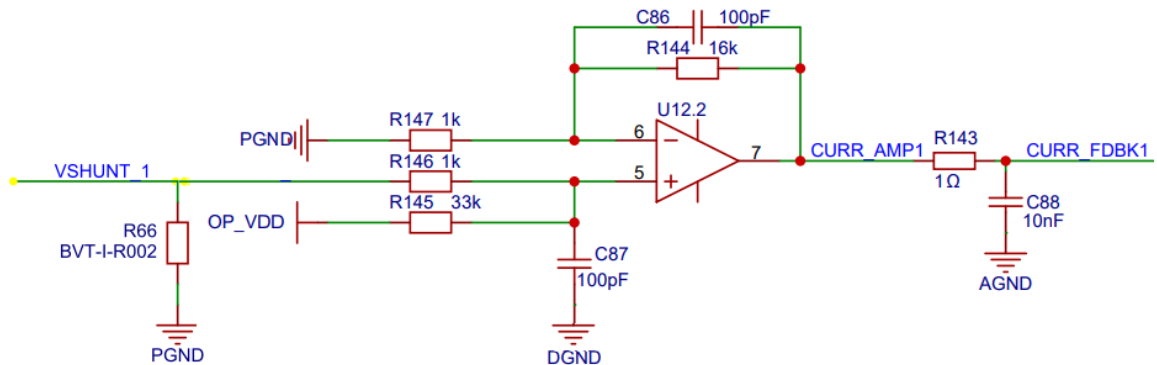 C86 100pF
R144 16k
U12.2
R147 1k
PGND
6
7
CURR_AMP1
R143
CURR_FDBK1
VSHUNT_1
R146 1k
5
1Ω
R145 33k
OP_VDD
C88
10nF
R66
BVT-I-R002
C87
100pF
AGND
PGND
DGND